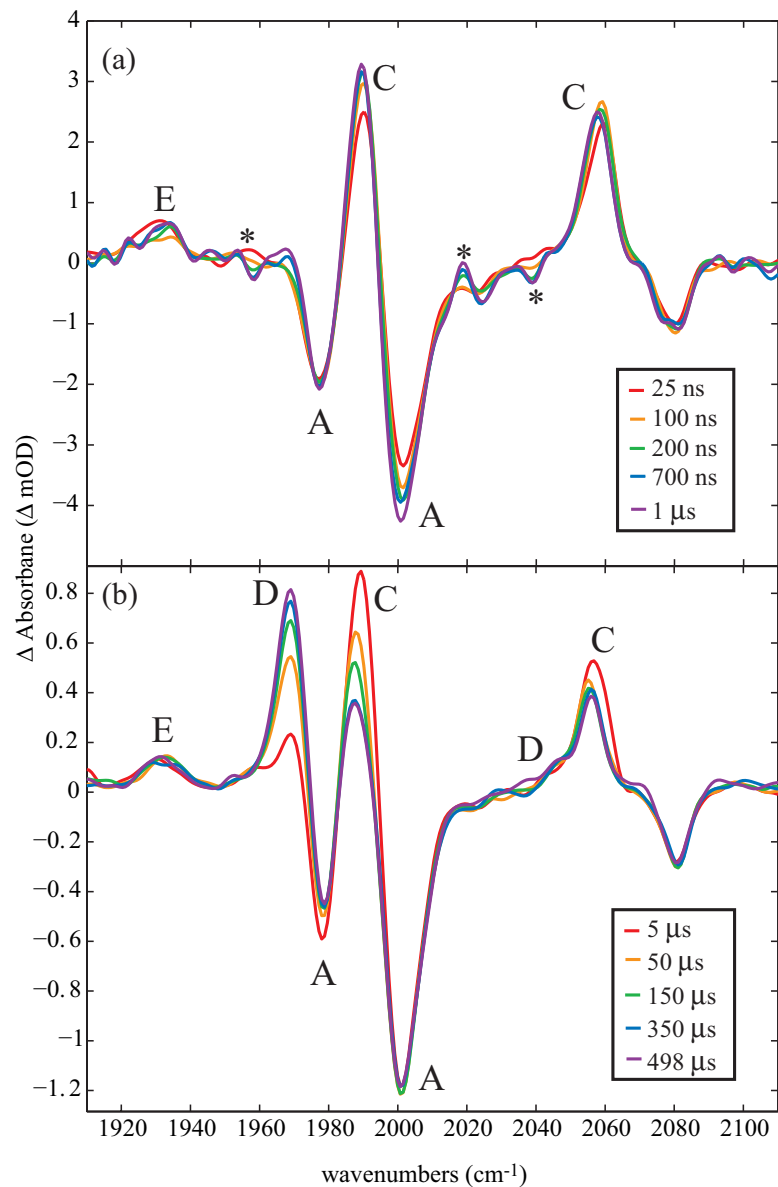 (a)
4
3
2
1
0
−1
−2
−3
−4
E
*
A
C
A
*
*
C
25 ns
100 ns
200 ns
700 ns
1 μs
Δ Absorbane (Δ mOD)
(b)
0.8
0.6
0.4
0.2
0
−0.2
−0.4
−0.6
−0.8
−1
−1.2
E
D
A
C
A
D
C
5 μs
50 μs
150 μs
350 μs
498 μs
1920 1940 1960 1980 2001 2020 2040 2060 2080 2100
wavenumbers (cm-1)